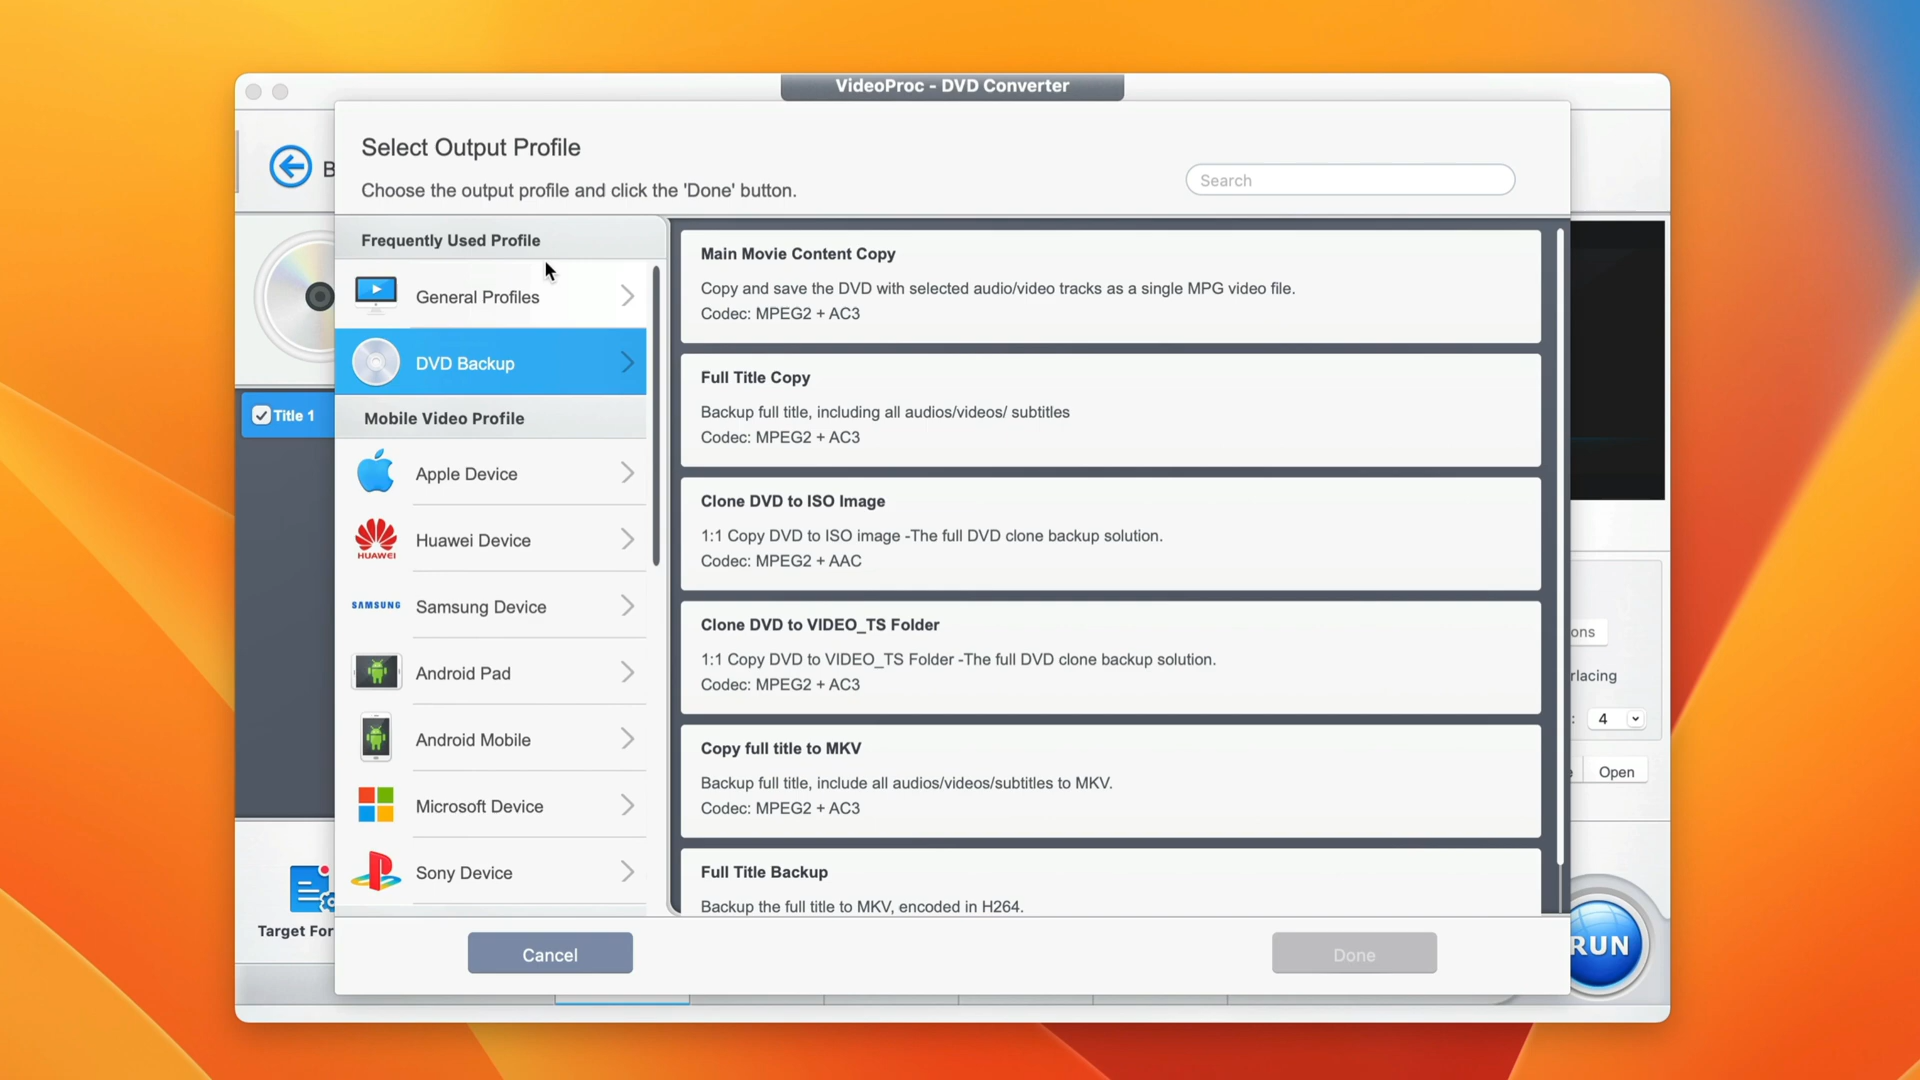 VideoProc - DVD Converter
Select Output Profile
Choose the output profile and click the 'Done' button.
Search
B
Frequently Used Profile
General Profiles
DVD Backup
Mobile Video Profile
Apple Device
HUAWEI
Huawei Device
SAMSUNG
Samsung Device
Android Pad
Android Mobile
Microsoft Device
Sony Device
Title 1
Target For
Main Movie Content Copy
Copy and save the DVD with selected audio/video tracks as a single MPG video file.
Codec: MPEG2 + AC3
Full Title Copy
Backup full title, including all audios/videos/ subtitles
Codec: MPEG2 + AC3
Clone DVD to ISO Image
1:1 Copy DVD to ISO image -The full DVD clone backup solution.
Codec: MPEG2 + AAC
Clone DVD to VIDEO_TS Folder
1:1 Copy DVD to VIDEO_TS Folder -The full DVD clone backup solution.
Codec: MPEG2 + AC3
Copy full title to MKV
Backup full title, include all audios/videos/subtitles to MKV.
Codec: MPEG2 + AC3
Full Title Backup
Backup the full title to MKV, encoded in H264.
ons
rlacing
: 4
e
Open
RUN
Cancel
Done